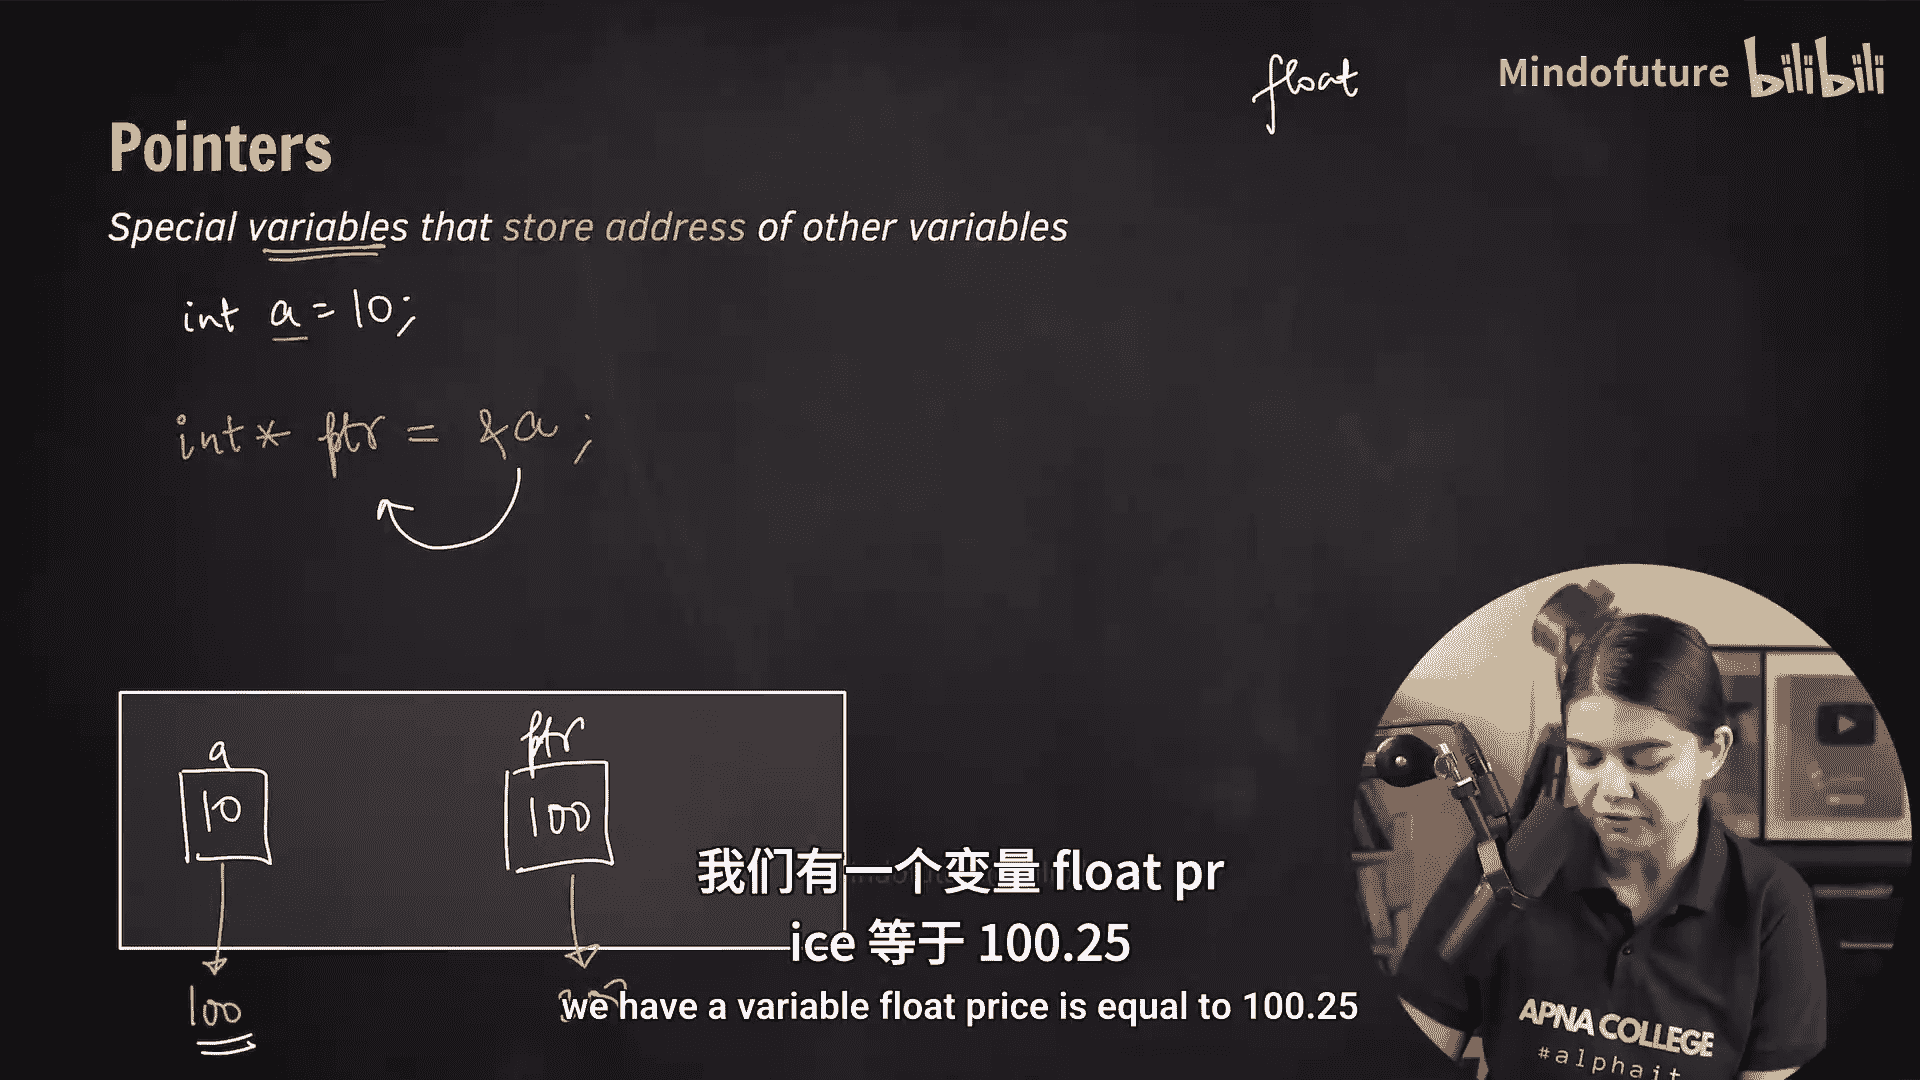 float
Mindofuture bilibili
Pointers
Special variables that store address of other variables
int a = 10;
int* ptr = &a;
a
ptr
10
100
100
我们有一个变量 float pr
ice 等于 100.25
we have a variable float price is equal to 100.25
APNA COLLEGE